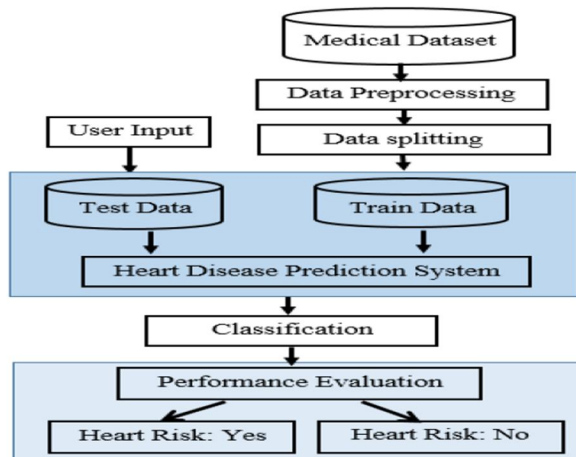 Medical Dataset
Data Preprocessing
User Input
Data splitting
Test Data
Train Data
Heart Disease Prediction System
Classification
Performance Evaluation
Heart Risk: Yes
Heart Risk: No